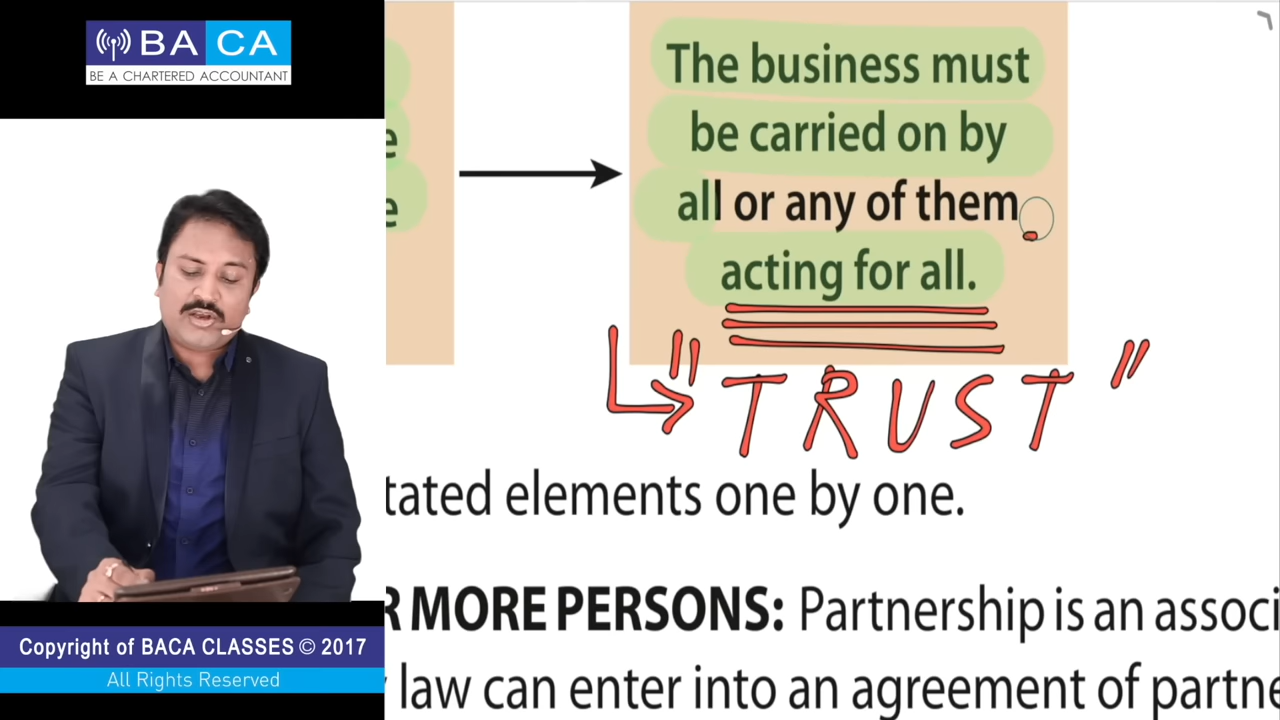 BA CA
BE A CHARTERED ACCOUNTANT
The business must
be carried on by
all or any of them
acting for all.
"TRUST"
tated elements one by one.
R MORE PERSONS: Partnership is an associ
law can enter into an agreement of partne
Copyright of BACA CLASSES © 2017
All Rights Reserved